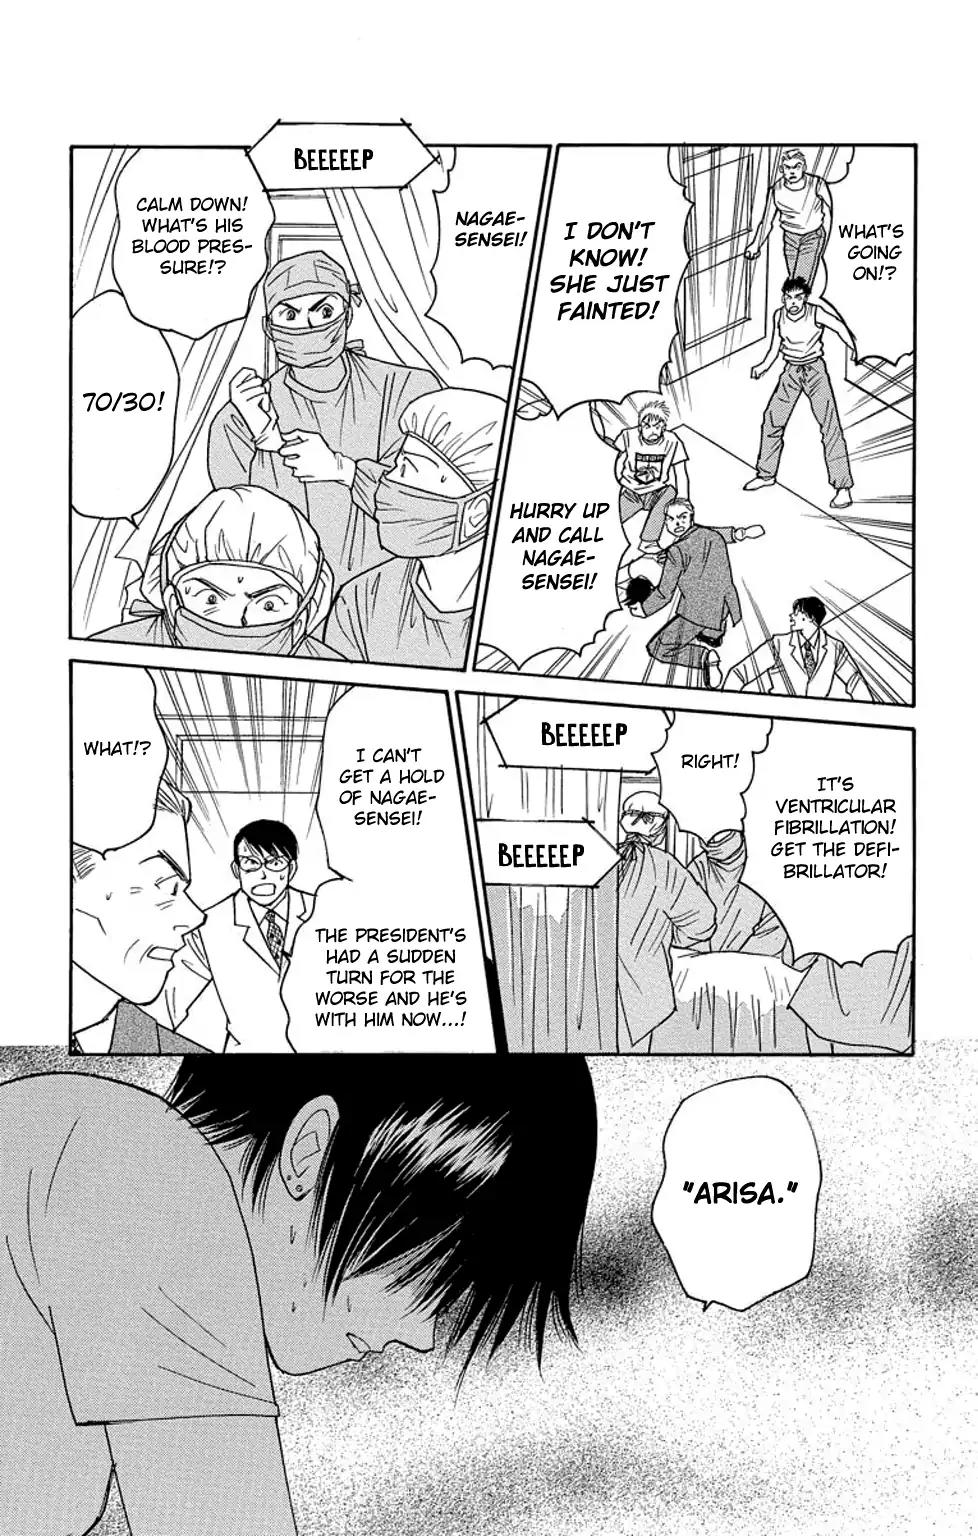 WHAT'S
GOING
ON!?
I DON'T
KNOW!
SHE JUST
FAINTED!
HURRY UP
AND CALL
NAGAE-
SENSEI!
BEEEEEP
NAGAE-
SENSEI!
CALM DOWN!
WHAT'S HIS
BLOOD PRES-
SURE!?
70/30!
BEEEEEP
RIGHT!
IT'S
VENTRICULAR
FIBRILLATION!
GET THE DEFI-
BRILLATOR!
BEEEEEP
I CAN'T
GET A HOLD
OF NAGAE-
SENSEI!
WHAT!?
THE PRESIDENT'S
HAD A SUDDEN
TURN FOR THE
WORSE AND HE'S
WITH HIM NOW...!
"ARISA."